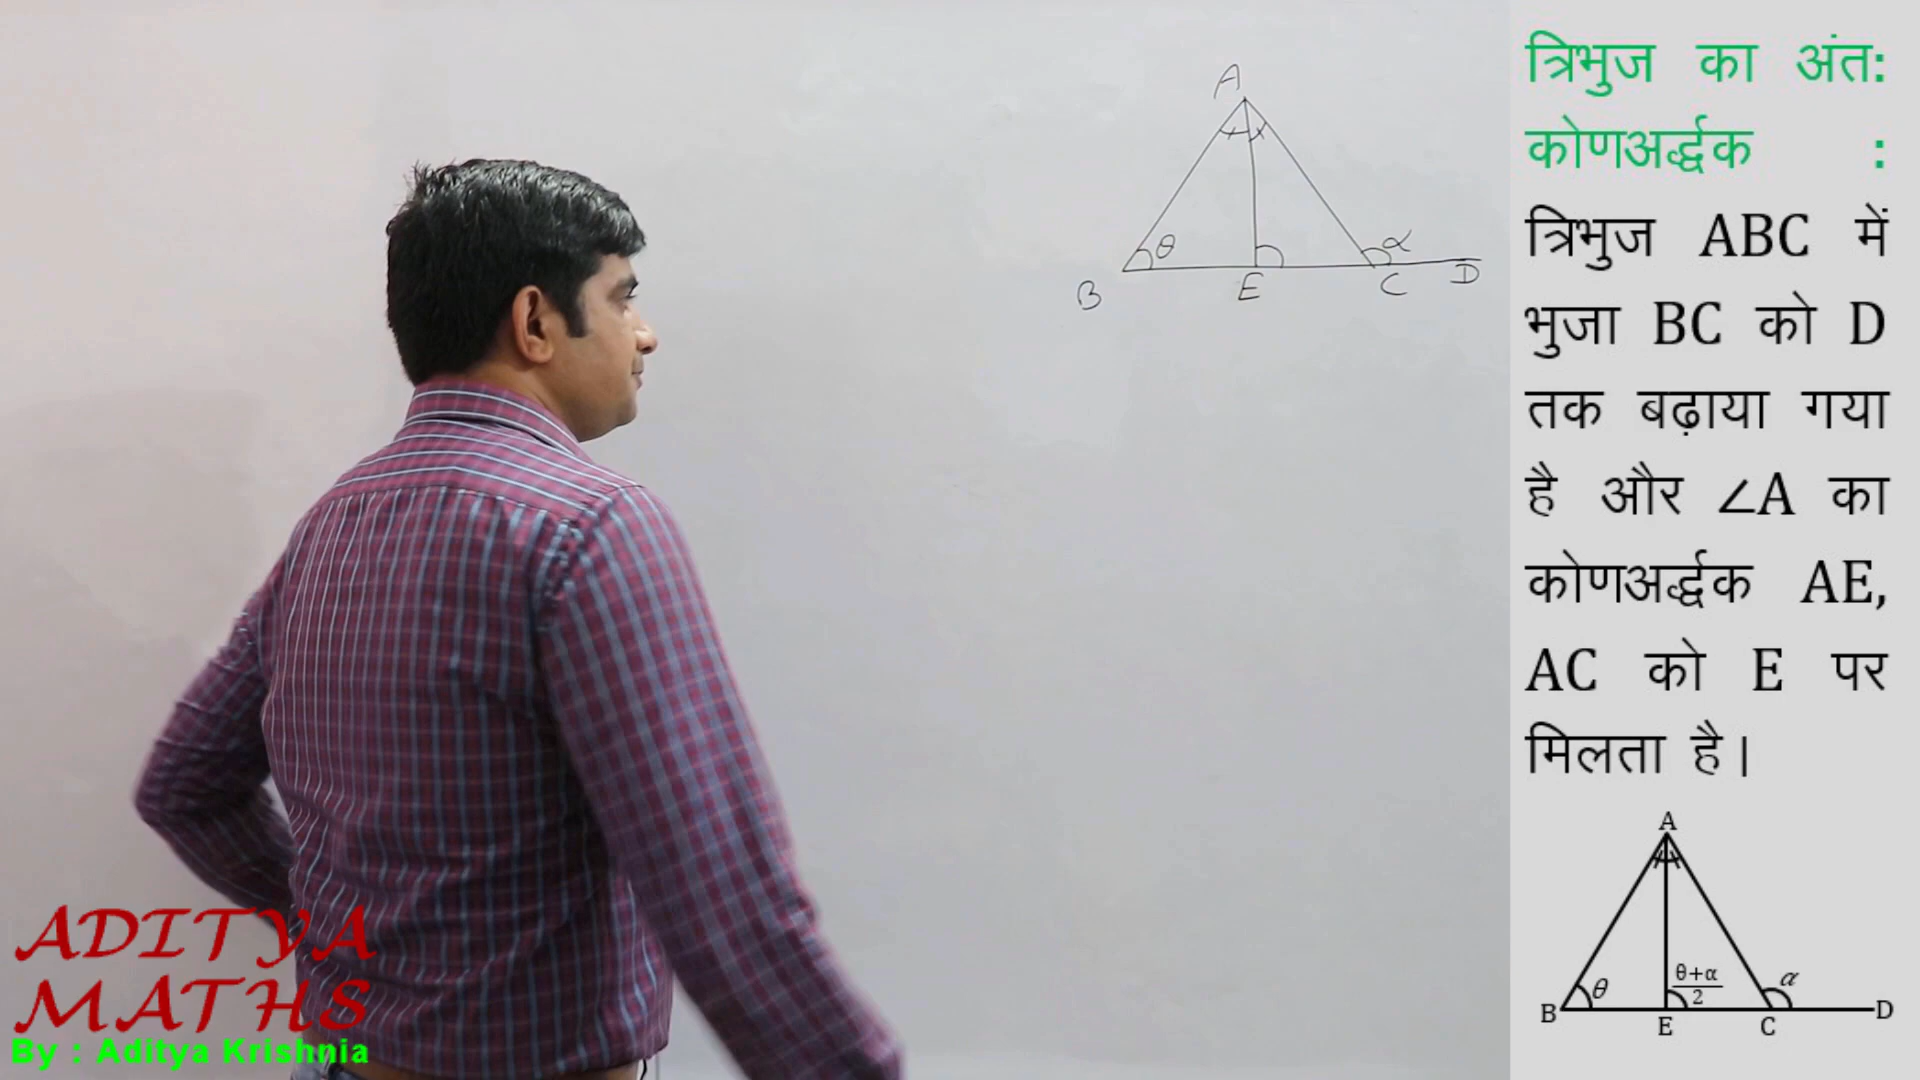 A
θ
α
B
E
C
D
त्रिभुज का अंत:
कोणअर्द्धक :
त्रिभुज ABC में
भुजा BC को D
तक बढ़ाया गया
है और ∠A का
कोणअर्द्धक AE,
AC को E पर
मिलता है।
A
θ
θ+α
2
α
B
E
C
D
ADITYA
MATHS
By : Aditya Krishnia